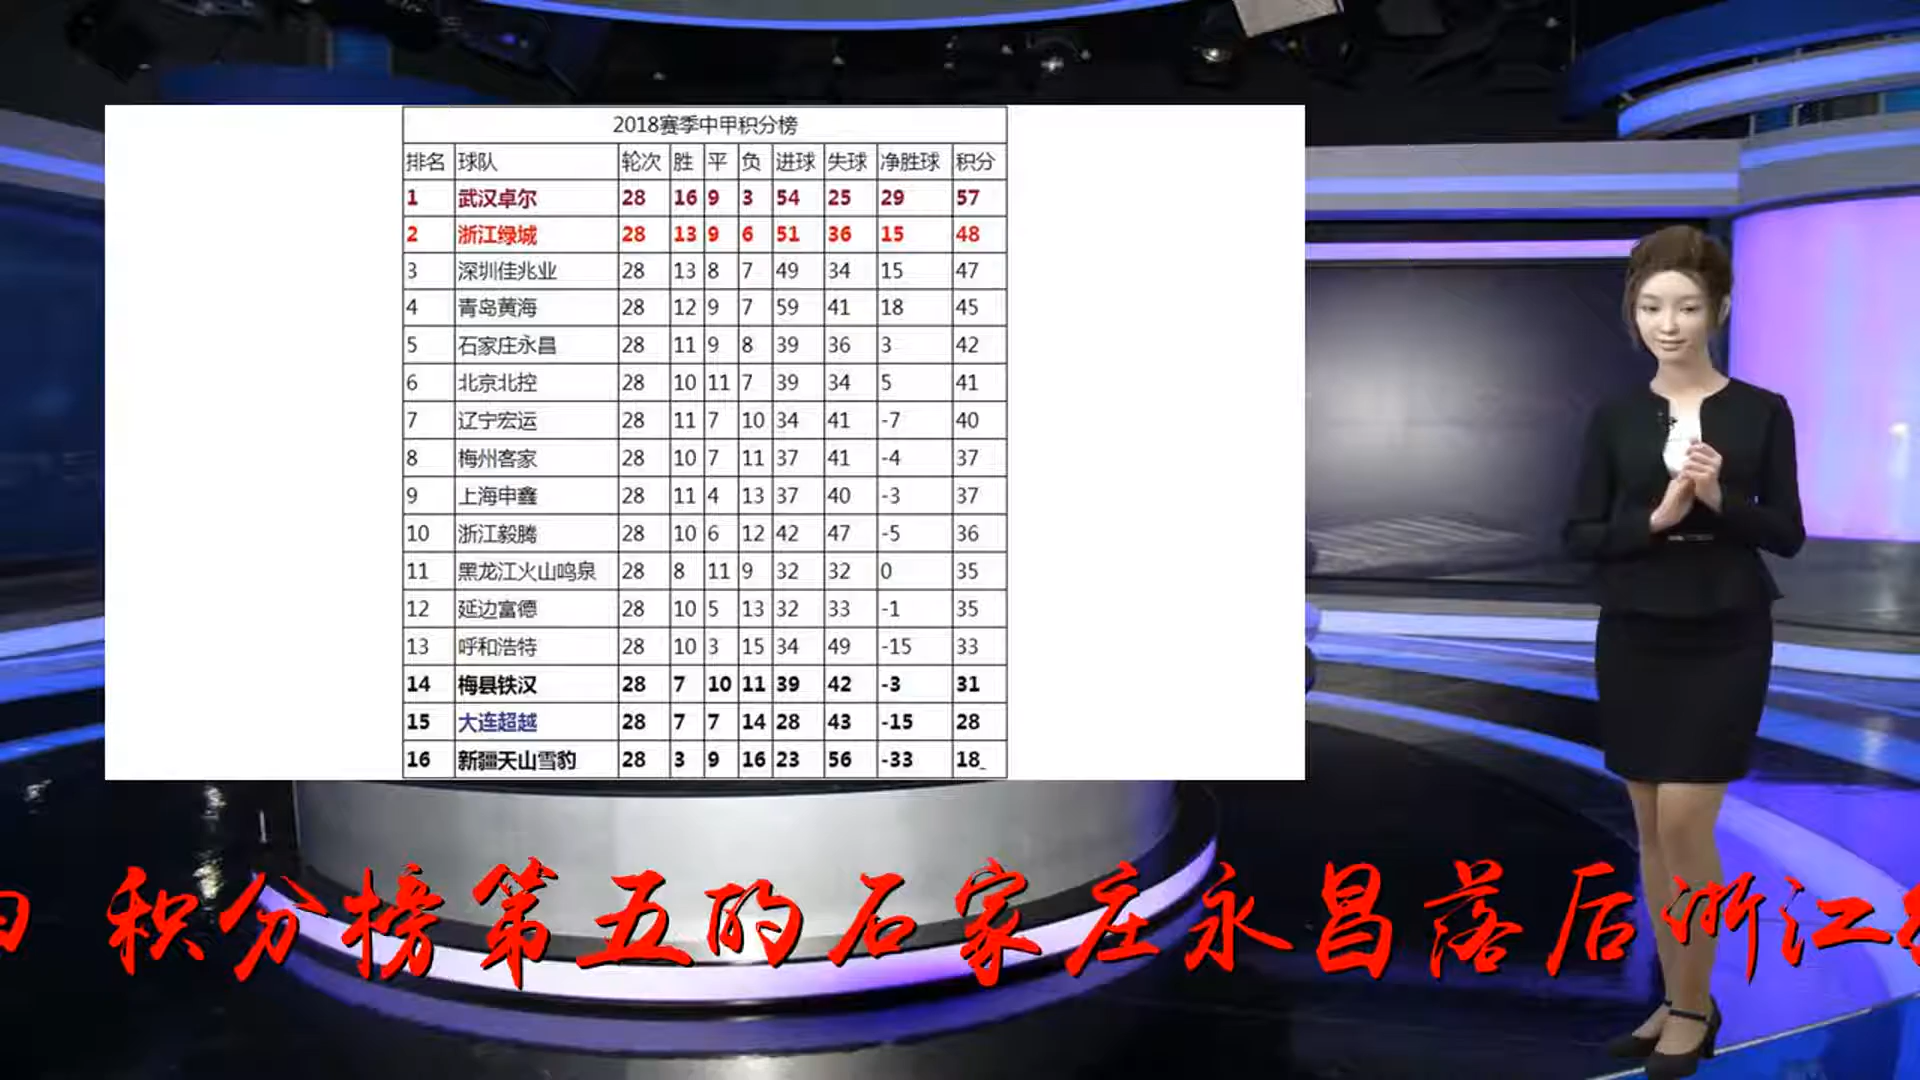 2018赛季中甲积分榜
排名 球队 轮次 胜 平 负 进球 失球 净胜球 积分
1 武汉卓尔 28 16 9 3 54 25 29 57
2 浙江绿城 28 13 9 6 51 36 15 48
3 深圳佳兆业 28 13 8 7 49 34 15 47
4 青岛黄海 28 12 9 7 59 41 18 45
5 石家庄永昌 28 11 9 8 39 36 3 42
6 北京北控 28 10 11 7 39 34 5 41
7 辽宁宏运 28 11 7 10 34 41 -7 40
8 梅州客家 28 10 7 11 37 41 -4 37
9 上海申鑫 28 11 4 13 37 40 -3 37
10 浙江毅腾 28 10 6 12 42 47 -5 36
11 黑龙江火山鸣泉 28 8 11 9 32 32 0 35
12 延边富德 28 10 5 13 32 33 -1 35
13 呼和浩特 28 10 3 15 34 49 -15 33
14 梅县铁汉 28 7 10 11 39 42 -3 31
15 大连超越 28 7 7 14 28 43 -15 28
16 新疆天山雪豹 28 3 9 16 23 56 -33 18_
积分榜第五的石家庄永昌落后浙江